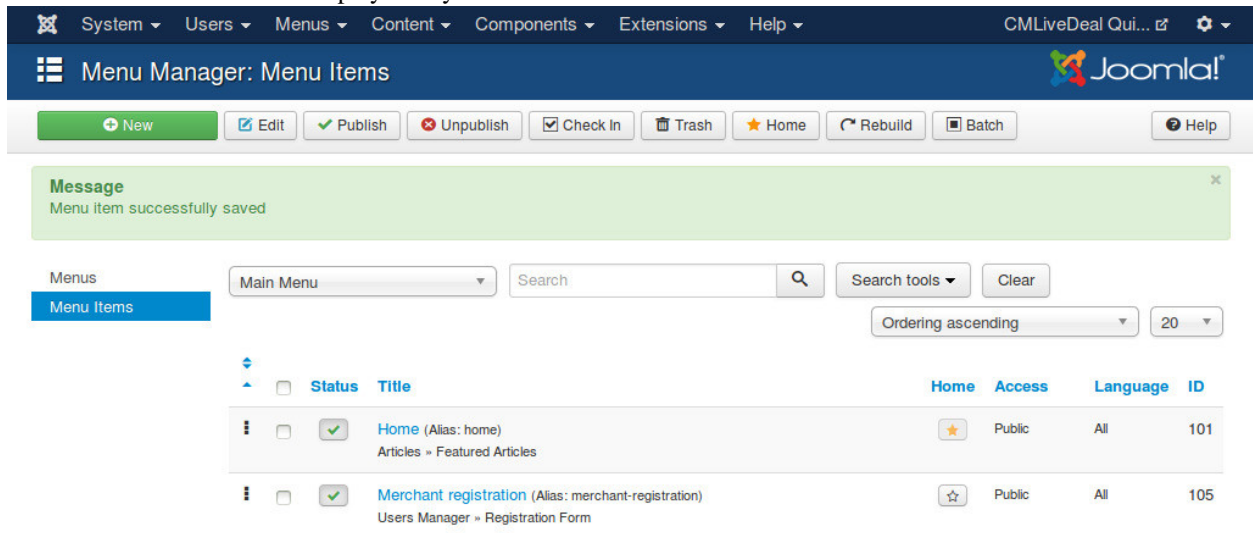 System Users Menus Content Components Extensions Help CMLiveDeal Qui...
Menu Manager: Menu Items Joomla!®
New Edit Publish Unpublish Check In Trash Home Rebuild Batch Help
Message ×
Menu item successfully saved
Menus Main Menu Search Search tools Clear
Menu Items
Ordering ascending 20
Status Title Home Access Language ID
Home (Alias: home) Public All 101
Articles » Featured Articles
Merchant registration (Alias: merchant-registration) Public All 105
Users Manager » Registration Form